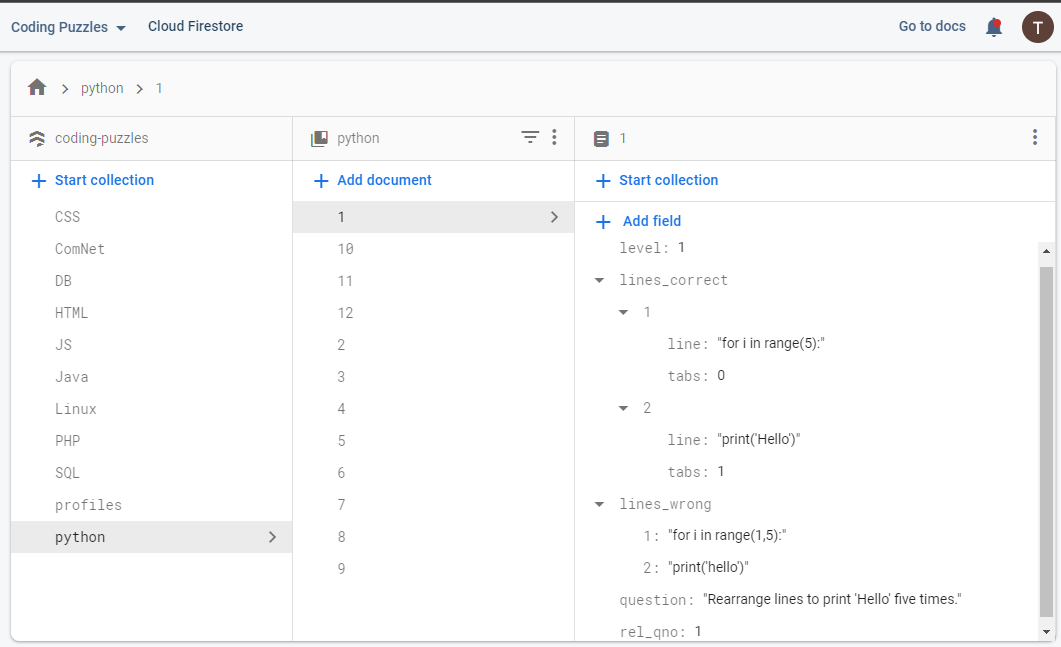 Coding Puzzles Cloud Firestore Go to docs T
python 1
coding-puzzles python 1
Start collection Add document Start collection
CSS
ComNet
DB
HTML
JS
Java
Linux
PHP
SQL
profiles
python
1
10
11
12
2
3
4
5
6
7
8
9
Add field
level: 1
lines_correct
1
line: "for i in range(5):"
tabs: 0
2
line: "print('Hello')"
tabs: 1
lines_wrong
1: "for i in range(1,5):"
2: "print('hello')"
question: "Rearrange lines to print 'Hello' five times."
rel_qno: 1